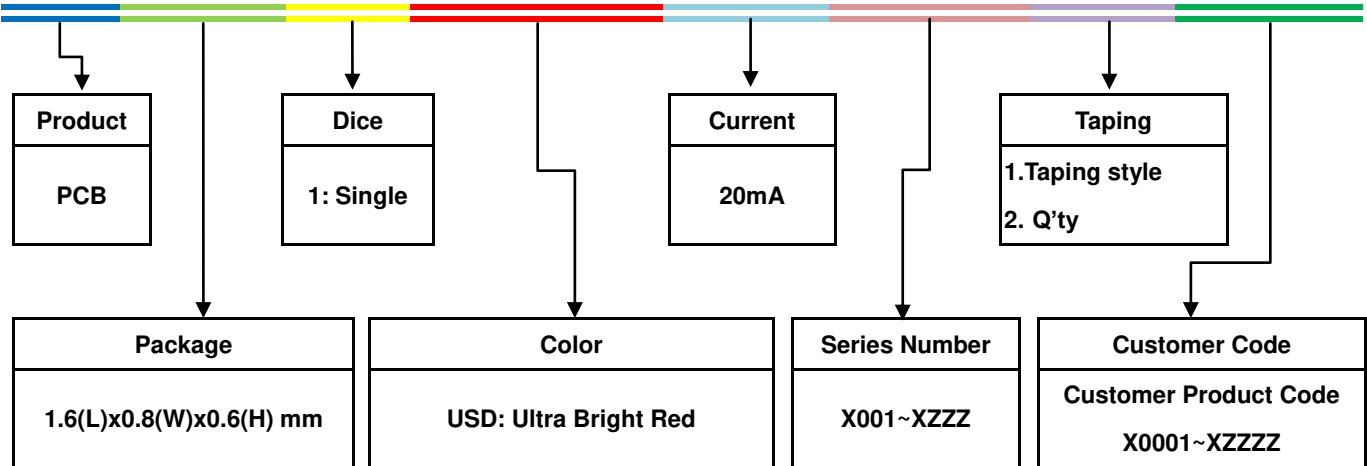 Product
PCB
Dice
1: Single
Current
20mA
Taping
1.Taping style
2. Q’ty
Package
1.6(L)x0.8(W)x0.6(H) mm
Color
USD: Ultra Bright Red
Series Number
X001~XZZZ
Customer Code
Customer Product Code
X0001~XZZZZ